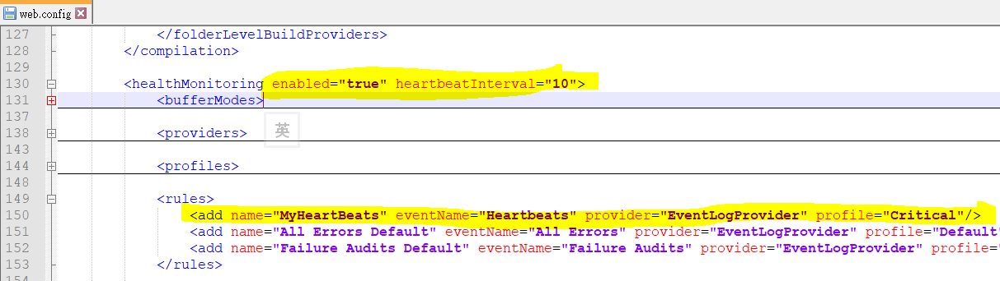 web.config
127 </folderLevelBuildProviders>
128 </compilation>
129
130 <healthMonitoring enabled="true" heartbeatInterval="10">
131 <bufferModes>
137
英
138 <providers>
143
144 <profiles>
148
149 <rules>
150 <add name="MyHeartBeats" eventName="Heartbeats" provider="EventLogProvider" profile="Critical"/>
151 <add name="All Errors Default" eventName="All Errors" provider="EventLogProvider" profile="Default"
152 <add name="Failure Audits Default" eventName="Failure Audits" provider="EventLogProvider" profile="
153 </rules>
154